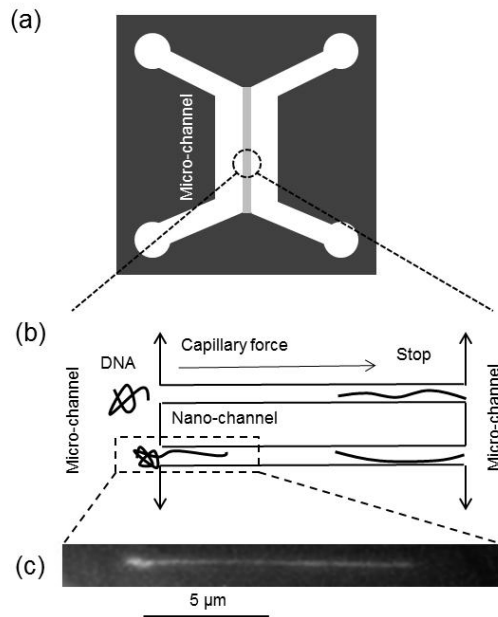 (a)
Micro-channel
(b)
Capillary force
Stop
DNA
Micro-channel
Nano-channel
Micro-channel
(c)
5 μm